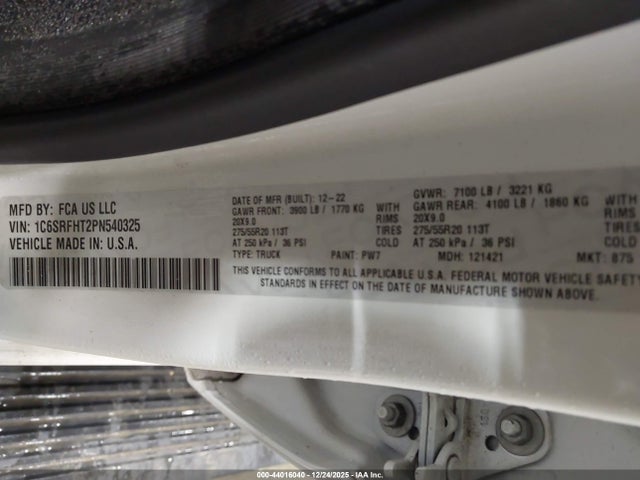 MFD BY: FCA US LLC
VIN: 1C6SRFHT2PN540325
VEHICLE MADE IN: U.S.A.
DATE OF MFR (BUILT): 12-22 GVWR: 7100 LB / 3221 KG
GAWR FRONT: 3900 LB / 1770 KG WITH GAWR REAR: 4100 LB / 1860 KG WITH
20X9.0 RIMS 20X9.0 RIMS
275/55R20 113T TIRES 275/55R20 113T TIRES
AT 250 kPa / 36 PSI COLD AT 250 kPa / 36 PSI COLD
TYPE: TRUCK PAINT: PW7 MDH: 121421 MKT: 875
THIS VEHICLE CONFORMS TO ALL APPLICABLE U.S.A. FEDERAL MOTOR VEHICLE SAFETY
STANDARDS IN EFFECT ON THE DATE OF MANUFACTURE SHOWN ABOVE.
000-44016040 - 12/24/2025 - IAA Inc.